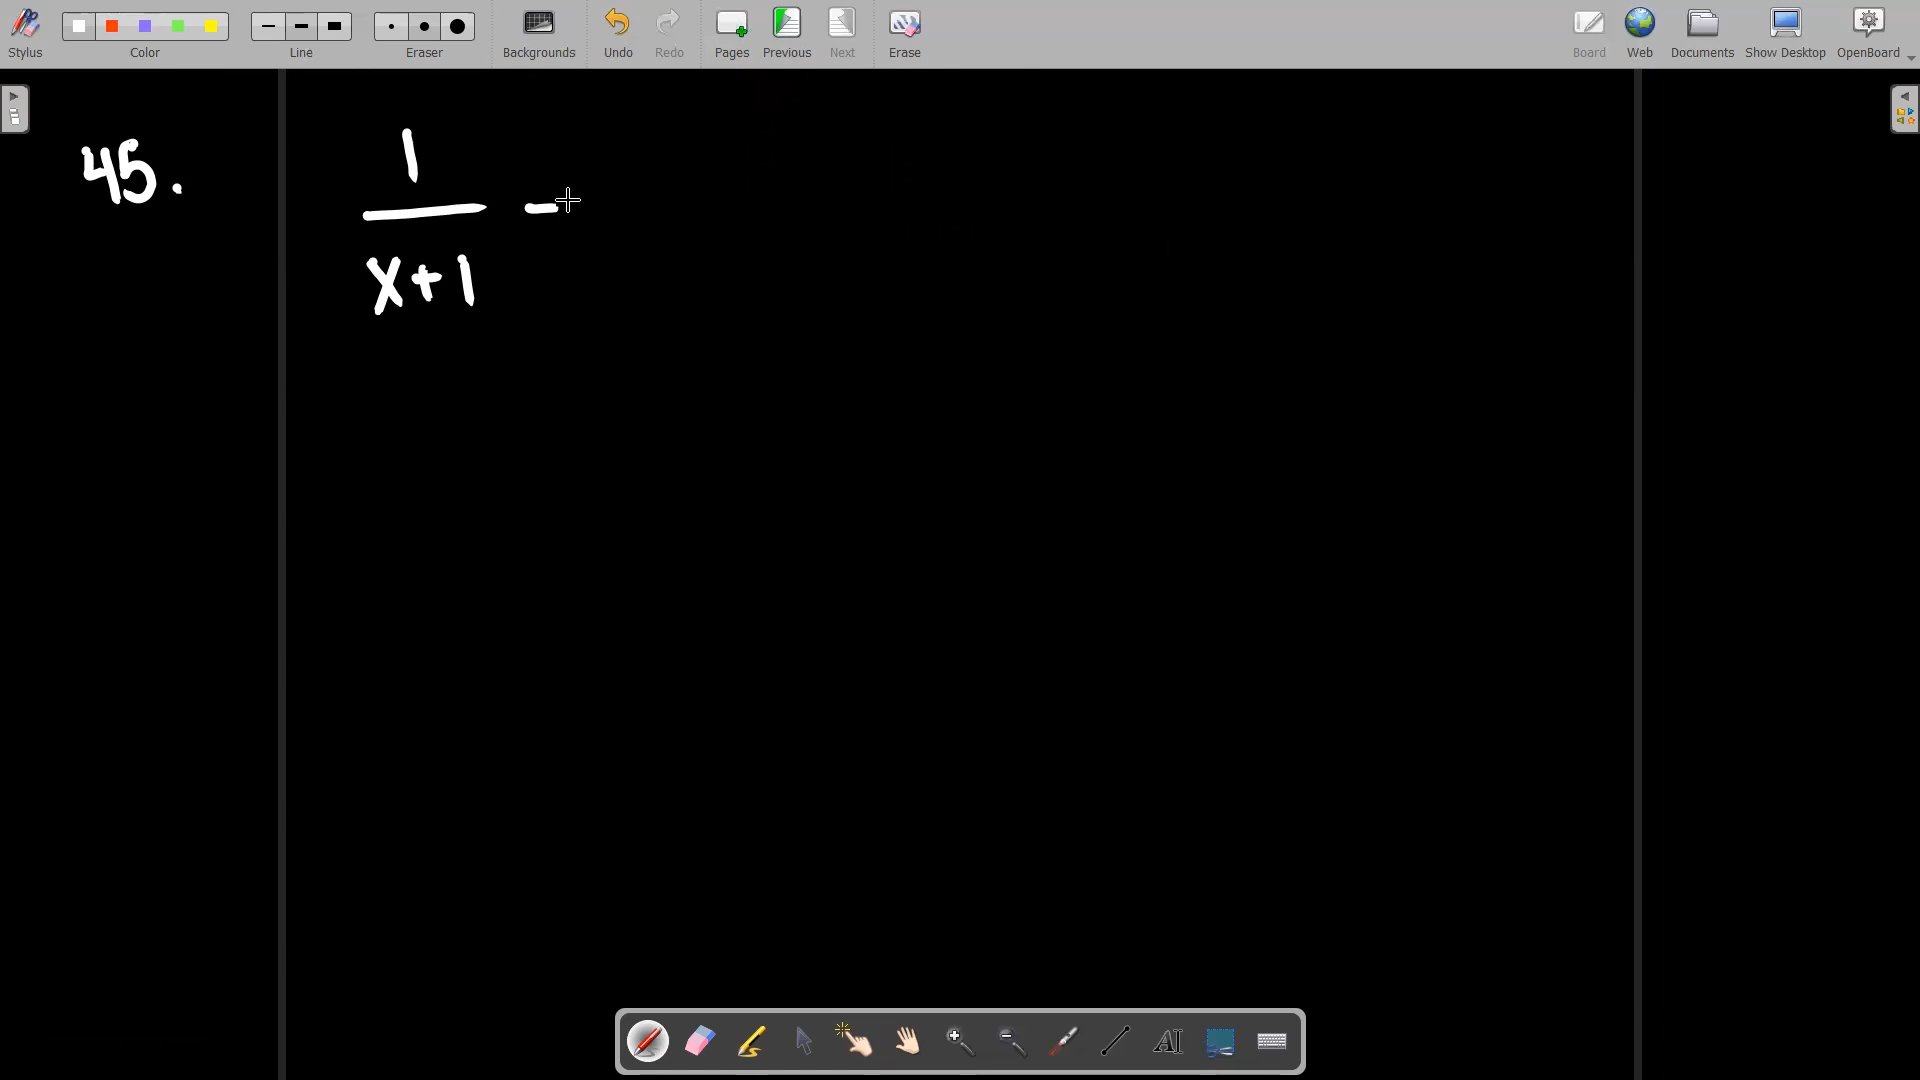 Stylus Color Line Eraser Backgrounds Undo Redo Pages Previous Next Erase Board Web Documents Show Desktop OpenBoard
45.
1
—
x+1
-